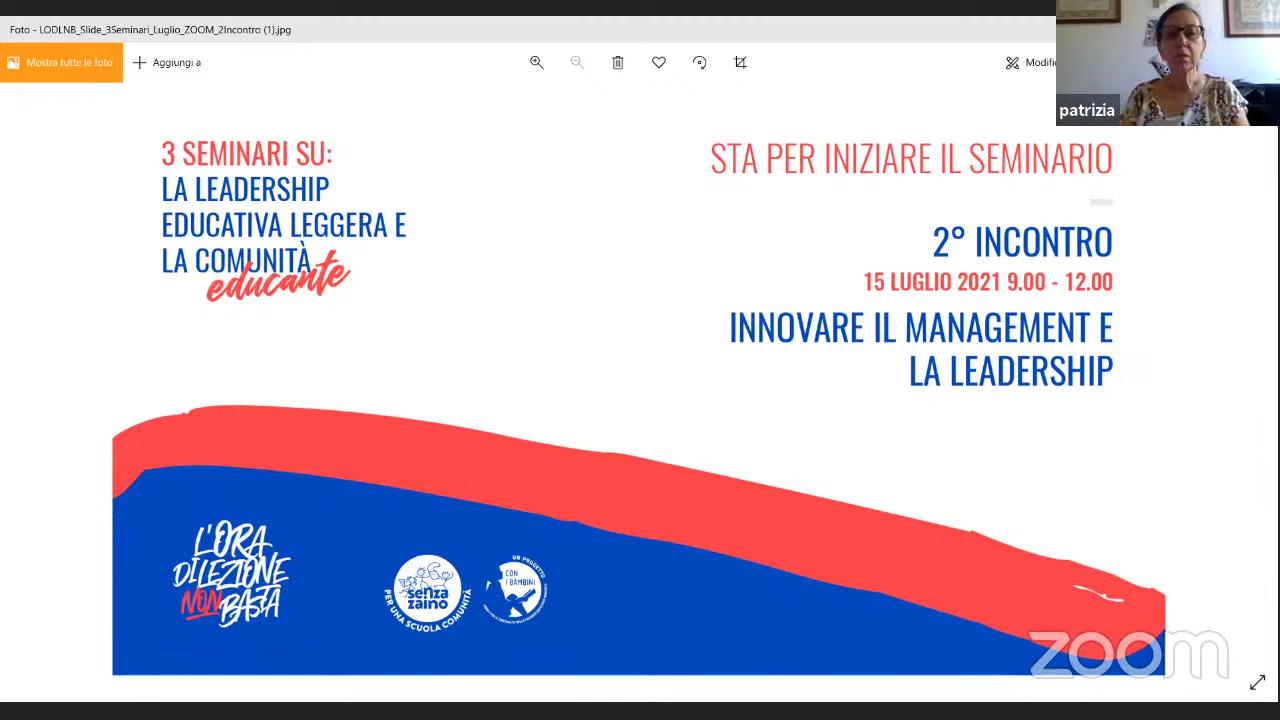 Foto - LODLNB_Slide_3Seminari_Luglio_ZOOM_2Incontro (1).jpg
Mostra tutte le foto
Aggiungi a
Modific
patrizia
3 SEMINARI SU:
LA LEADERSHIP
EDUCATIVA LEGGERA E
LA COMUNITÀ
educante
STA PER INIZIARE IL SEMINARIO
2° INCONTRO
15 LUGLIO 2021 9.00 - 12.00
INNOVARE IL MANAGEMENT E
LA LEADERSHIP
L'ORA
DI LEZIONE
NON BASTA
senza
zaino
PER UNA SCUOLA COMUNITÀ
UN PROGETTO
CON
I BAMBINI
zoom